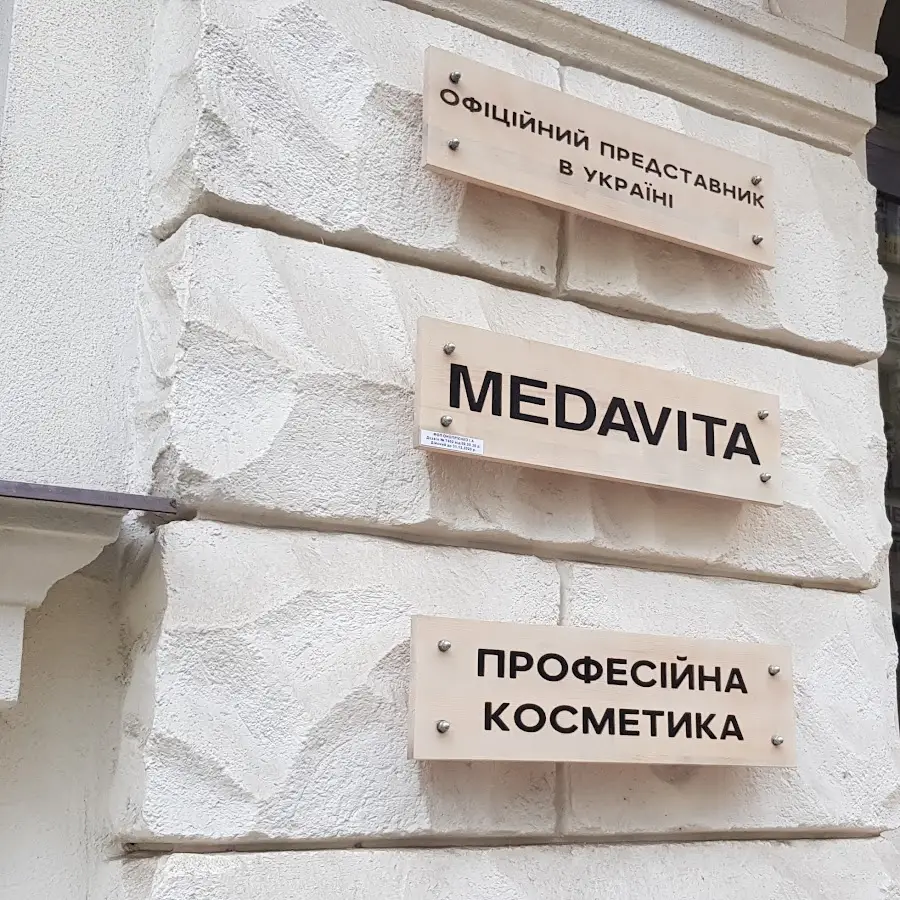 ОФІЦІЙНИЙ ПРЕДСТАВНИК
В УКРАЇНІ
MEDAVITA
ПРОФЕСІЙНА
КОСМЕТИКА